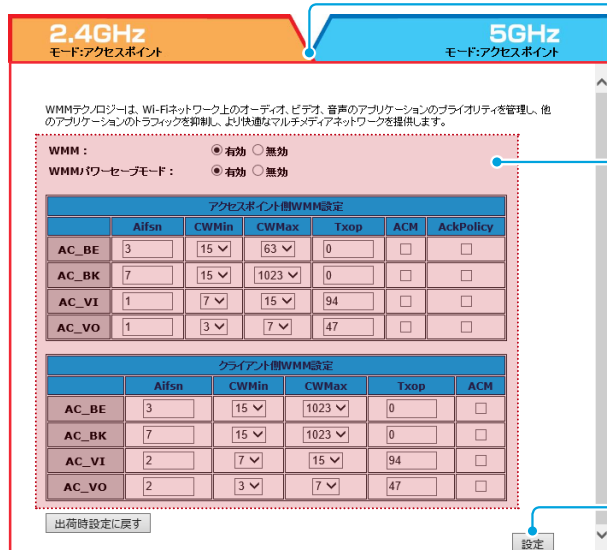 2.4GHz
モード:アクセスポイント
5GHz
モード:アクセスポイント
WMMテクノロジーは、Wi-Fiネットワーク上のオーディオ、ビデオ、音声のアプリケーションのプライオリティを管理し、他
のアプリケーションのトラフィックを抑制し、より快適なマルチメディアネットワークを提供します。
WMM： 有効 無効
WMMパワーセーブモード： 有効 無効
アクセスポイント側WMM設定
Aifsn CWMin CWMax Txop ACM AckPolicy
AC_BE 3 15 63 0
AC_BK 7 15 1023 0
AC_VI 1 7 15 94
AC_VO 1 3 7 47
クライアント側WMM設定
Aifsn CWMin CWMax Txop ACM
AC_BE 3 15 1023 0
AC_BK 7 15 1023 0
AC_VI 2 7 15 94
AC_VO 2 3 7 47
出荷時設定に戻す
設定